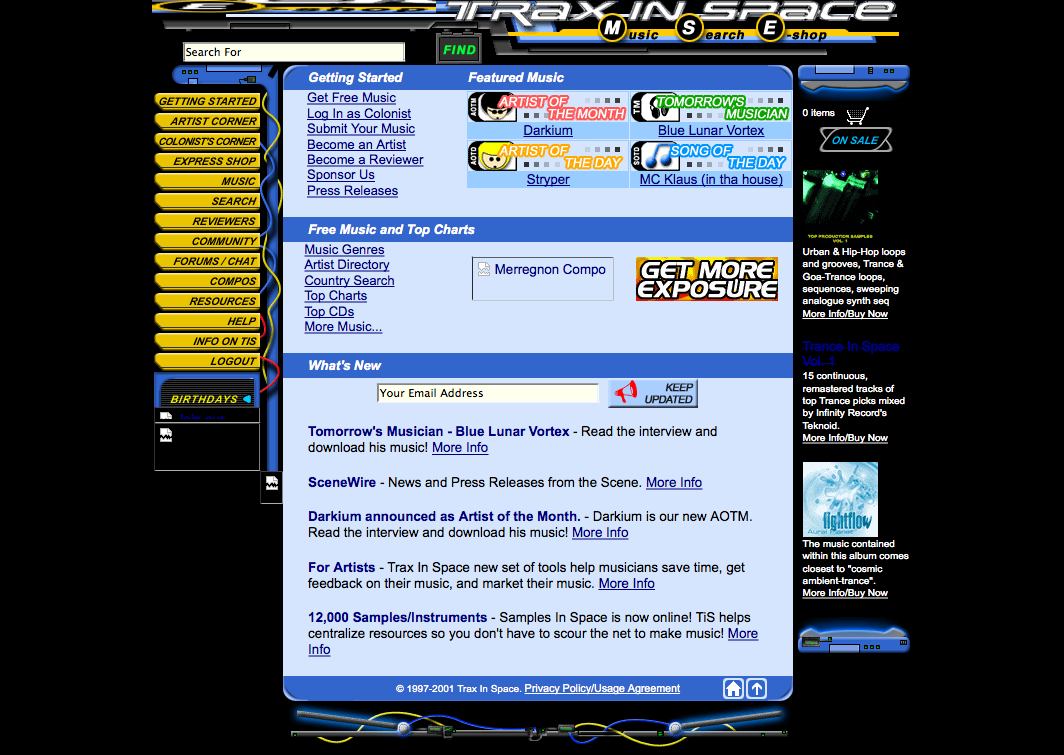 TRAX IN SPACE
Music Search E-shop
Search For
FIND
GETTING STARTED
ARTIST CORNER
COLONIST'S CORNER
EXPRESS SHOP
MUSIC
SEARCH
REVIEWERS
COMMUNITY
FORUMS / CHAT
COMPOS
RESOURCES
HELP
INFO ON TIS
LOGOUT
BIRTHDAYS
Getting Started
Get Free Music
Log In as Colonist
Submit Your Music
Become an Artist
Become a Reviewer
Sponsor Us
Press Releases
Featured Music
AOTM ARTIST OF THE MONTH
Darkium
TM TOMORROW'S MUSICIAN
Blue Lunar Vortex
AOTD ARTIST OF THE DAY
Stryper
SOTD SONG OF THE DAY
MC Klaus (in tha house)
Free Music and Top Charts
Music Genres
Artist Directory
Country Search
Top Charts
Top CDs
More Music...
Merregnon Compo
GET MORE
EXPOSURE
What's New
Your Email Address
KEEP
UPDATED
Tomorrow's Musician - Blue Lunar Vortex - Read the interview and
download his music! More Info
SceneWire - News and Press Releases from the Scene. More Info
Darkium announced as Artist of the Month. - Darkium is our new AOTM.
Read the interview and download his music! More Info
For Artists - Trax In Space new set of tools help musicians save time, get
feedback on their music, and market their music. More Info
12,000 Samples/Instruments - Samples In Space is now online! TiS helps
centralize resources so you don't have to scour the net to make music! More
Info
© 1997-2001 Trax In Space. Privacy Policy/Usage Agreement
0 items
ON SALE
TOP PRODUCTION SAMPLES
VOL. 1
Urban & Hip-Hop loops
and grooves, Trance &
Goa-Trance loops,
sequences, sweeping
analogue synth seq
More Info/Buy Now
Trance In Space
Vol. 1
15 continuous,
remastered tracks of
top Trance picks mixed
by Infinity Record's
Teknoid.
More Info/Buy Now
fightflow
The music contained
within this album comes
closest to "cosmic
ambient-trance".
More Info/Buy Now